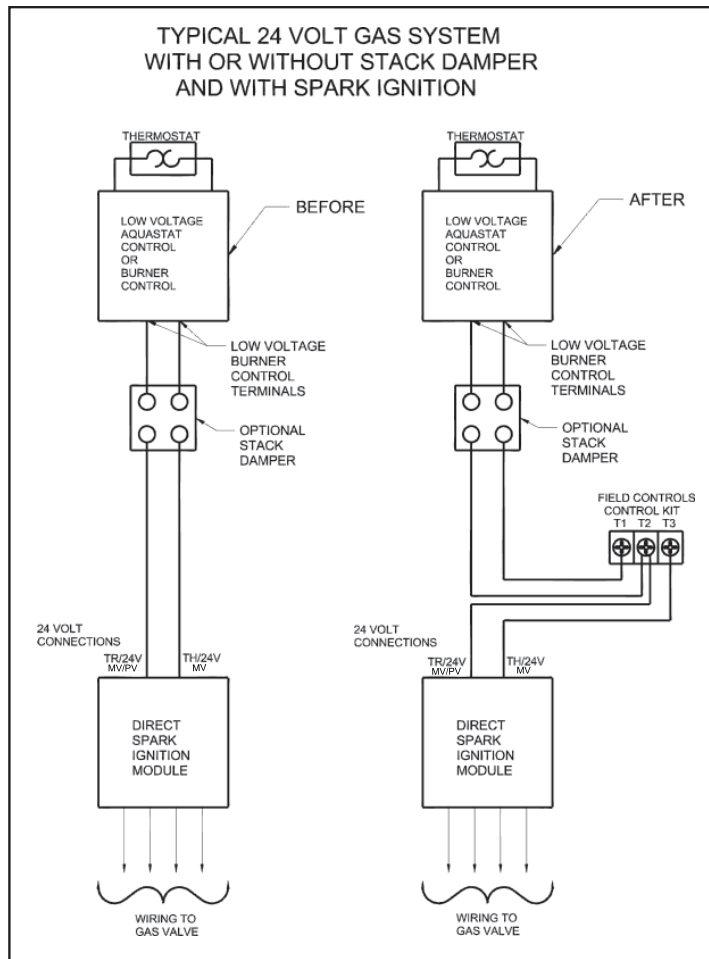 TYPICAL 24 VOLT GAS SYSTEM
WITH OR WITHOUT STACK DAMPER
AND WITH SPARK IGNITION
THERMOSTAT
LOW VOLTAGE
AQUASTAT
CONTROL
OR
BURNER
CONTROL
BEFORE
LOW VOLTAGE
BURNER
CONTROL
TERMINALS
OPTIONAL
STACK
DAMPER
24 VOLT
CONNECTIONS
TR/24V
MV/PV
TH/24V
MV
DIRECT
SPARK
IGNITION
MODULE
WIRING TO
GAS VALVE
THERMOSTAT
LOW VOLTAGE
AQUASTAT
CONTROL
OR
BURNER
CONTROL
AFTER
LOW VOLTAGE
BURNER
CONTROL
TERMINALS
OPTIONAL
STACK
DAMPER
FIELD CONTROLS
CONTROL KIT
T1 T2 T3
24 VOLT
CONNECTIONS
TR/24V
MV/PV
TH/24V
MV
DIRECT
SPARK
IGNITION
MODULE
WIRING TO
GAS VALVE